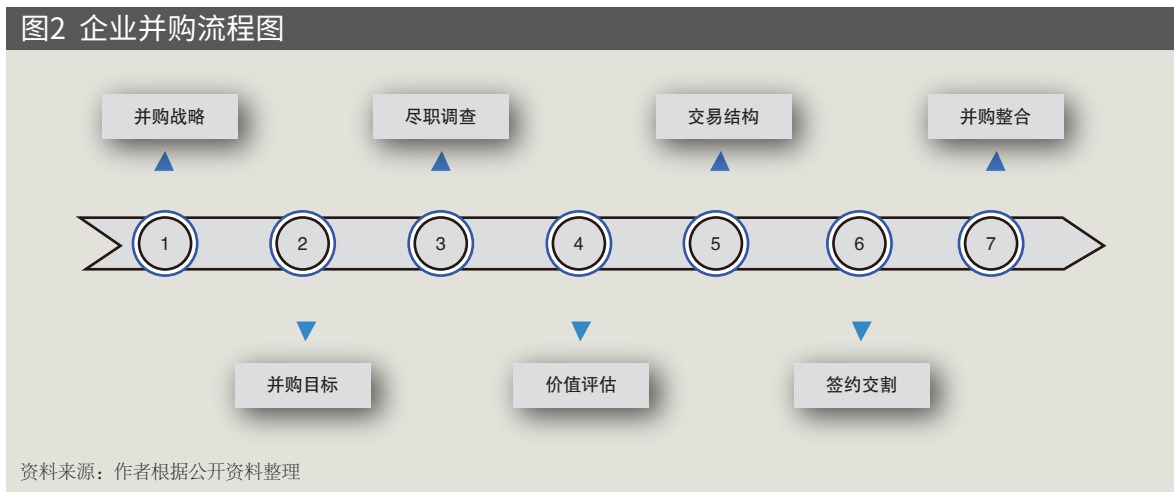 图2 企业并购流程图
并购战略
尽职调查
交易结构
并购整合
1
2
3
4
5
6
7
并购目标
价值评估
签约交割
资料来源：作者根据公开资料整理